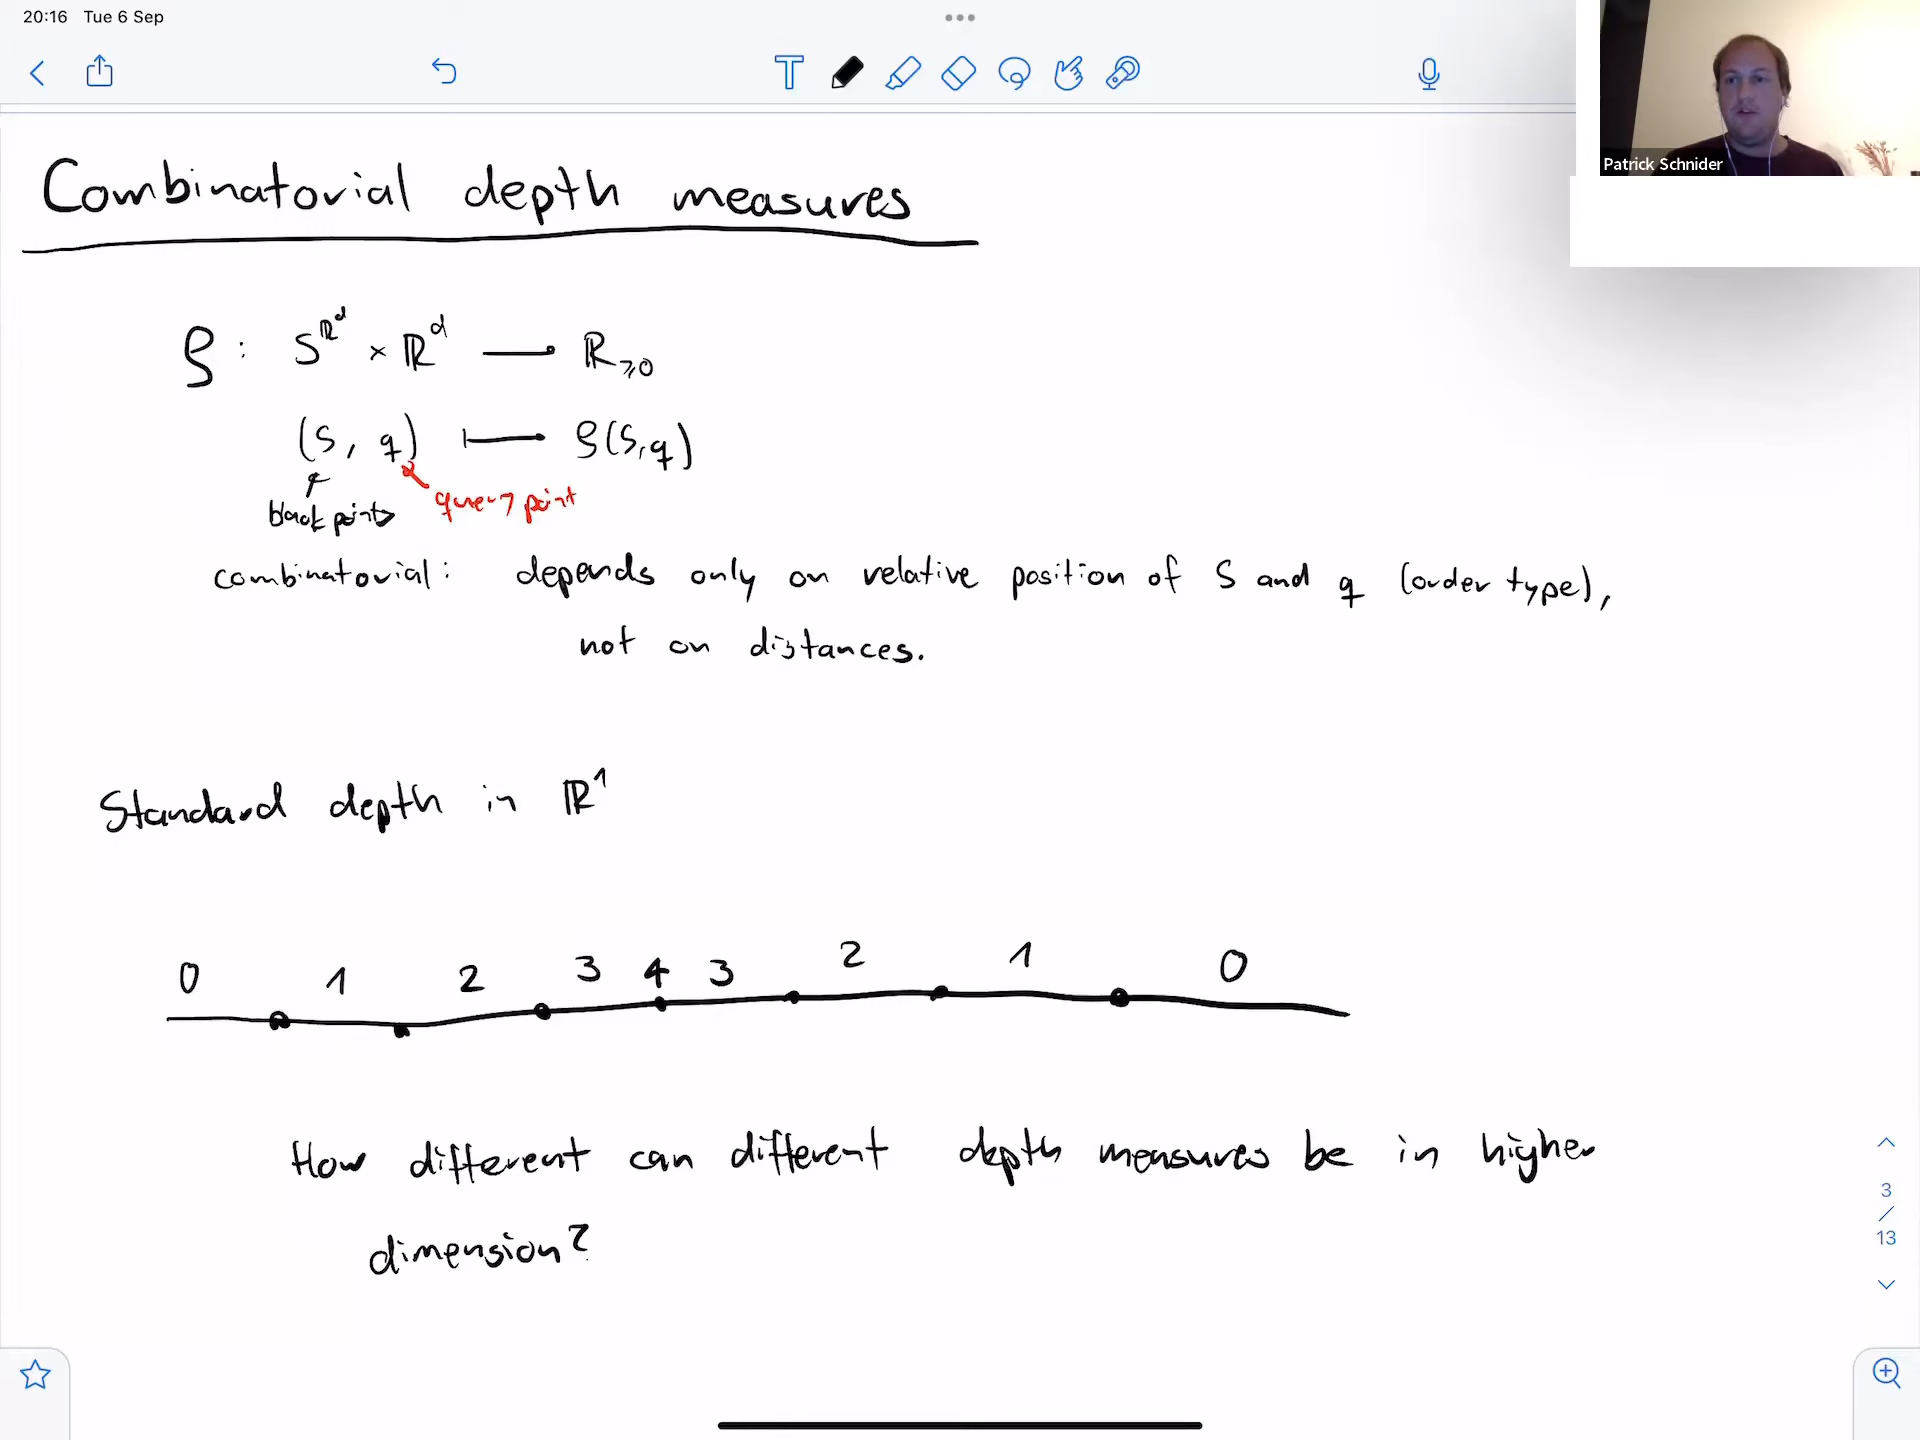 20:16 Tue 6 Sep
Patrick Schnider
Combinatorial depth measures
ϱ : S^ℝ^d × ℝ^d → ℝ≥0
(S, q) ↦ ϱ(S,q)
black points
query point
combinatorial: depends only on relative position of S and q (order type),
not on distances.
Standard depth in ℝ^1
0 1 2 3 4 3 2 1 0
How different can different depth measures be in higher
dimension?
3
/
13